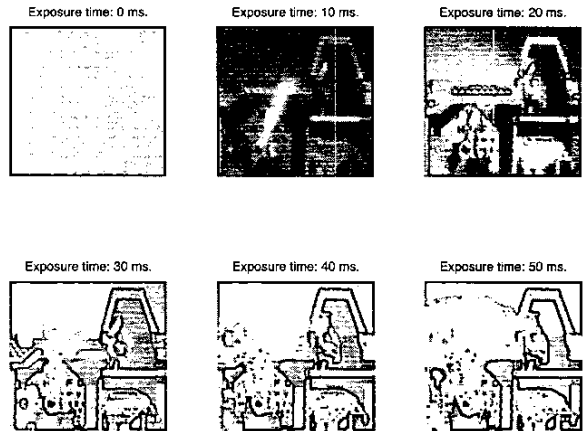 Exposure time: 0 ms.
Exposure time: 10 ms.
Exposure time: 20 ms.
Exposure time: 30 ms.
Exposure time: 40 ms.
Exposure time: 50 ms.